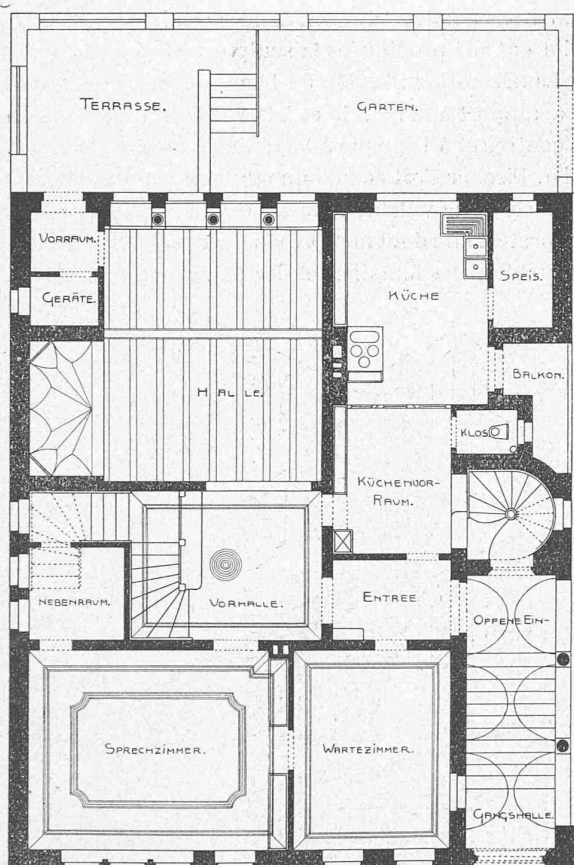 TERRASSE.
GARTEN.
VORRAUM.
GERÄTE.
KÜCHE
SPEIS.
BALKON.
HALLE.
KLOS.
KÜCHENVOR-
RAUM.
NEBENRAUM.
VORHALLE.
ENTREE
OFFENE EIN-
SPRECHZIMMER.
WARTEZIMMER.
GANGSHALLE.